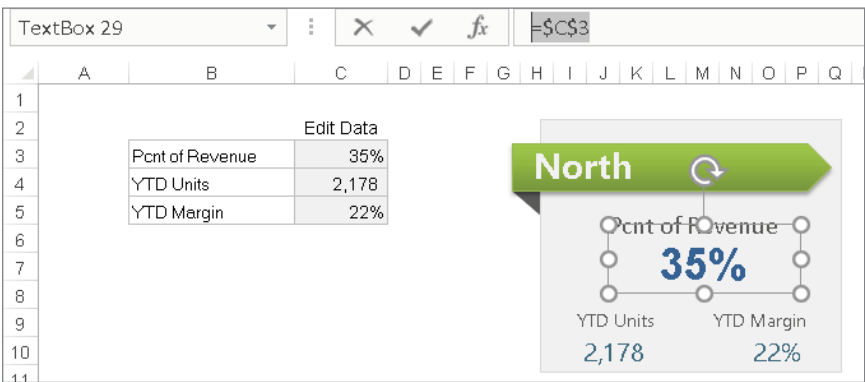 TextBox 29 fx =$C$3
A B C D E F G H I J K L M N O P Q
1
2 Edit Data
3 Pcnt of Revenue 35%
4 YTD Units 2,178
5 YTD Margin 22%
6
7
8
9
10
11
North
Pcnt of Revenue
35%
YTD Units YTD Margin
2,178 22%